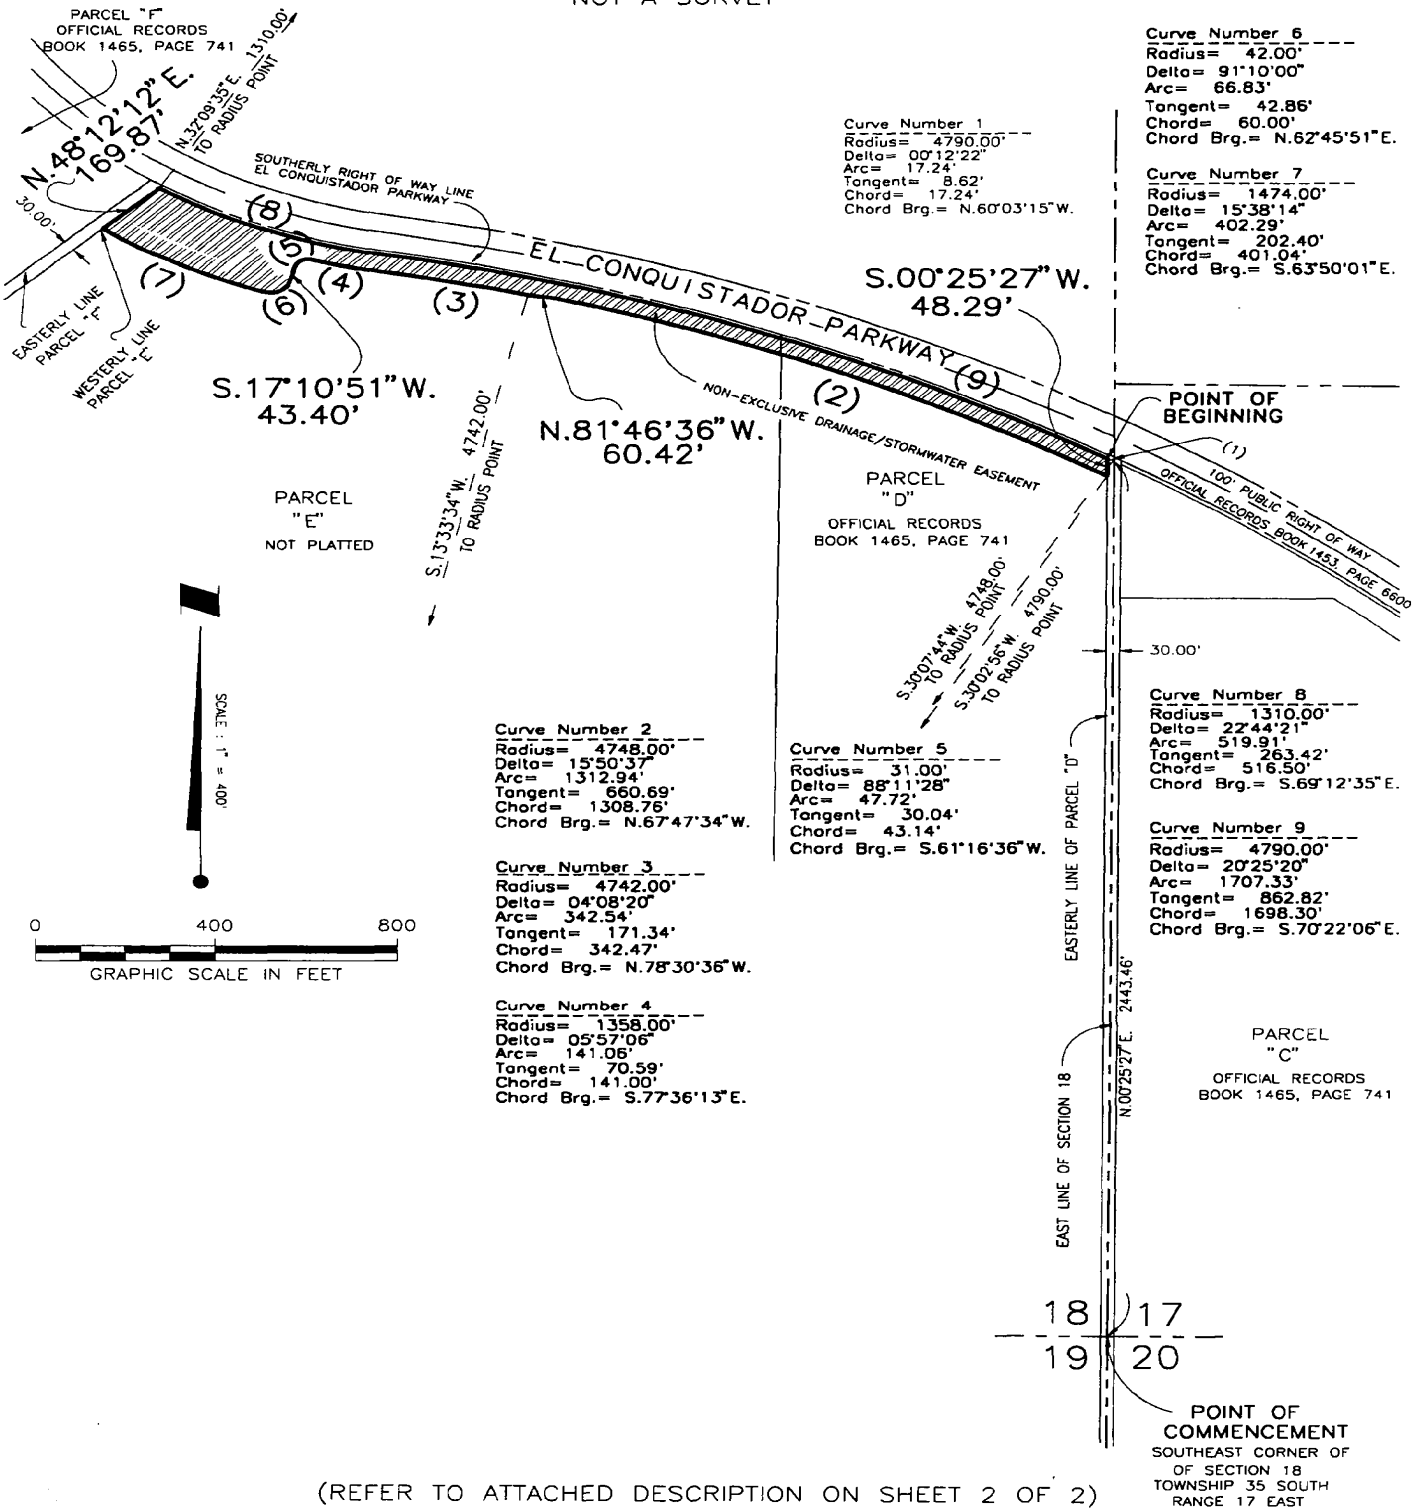 NOT A SURVEY
PARCEL "F"
OFFICIAL RECORDS
BOOK 1465, PAGE 741
N.32°09'35"E. 1310.00'
TO RADIUS POINT
N.48°12'12"E.
169.87'
30.00'
SOUTHERLY RIGHT OF WAY LINE
EL CONQUISTADOR PARKWAY
(8)
(5)
(7)
(6)
(4)
(3)
EL CONQUISTADOR PARKWAY
(9)
(2)
EASTERLY LINE
PARCEL "F"
WESTERLY LINE
PARCEL "E"
S.17°10'51"W.
43.40'
N.81°46'36"W.
60.42'
S.13°33'34"W. 4742.00'
TO RADIUS POINT
NON-EXCLUSIVE DRAINAGE/STORMWATER EASEMENT
S.00°25'27"W.
48.29'
POINT OF
BEGINNING
(1)
100' PUBLIC RIGHT OF WAY
OFFICIAL RECORDS BOOK 1453, PAGE 6600
PARCEL
"E"
NOT PLATTED
PARCEL
"D"
OFFICIAL RECORDS
BOOK 1465, PAGE 741
S.30°07'44"W. 4748.00'
TO RADIUS POINT
S.30°02'56"W. 4790.00'
TO RADIUS POINT
30.00'
Curve Number 1
Radius= 4790.00'
Delta= 00°12'22"
Arc= 17.24'
Tangent= 8.62'
Chord= 17.24'
Chord Brg.= N.60°03'15"W.
Curve Number 6
Radius= 42.00'
Delta= 91°10'00"
Arc= 66.83'
Tangent= 42.86'
Chord= 60.00'
Chord Brg.= N.62°45'51"E.
Curve Number 7
Radius= 1474.00'
Delta= 15°38'14"
Arc= 402.29'
Tangent= 202.40'
Chord= 401.04'
Chord Brg.= S.63°50'01"E.
SCALE : 1" = 400'
0 400 800
GRAPHIC SCALE IN FEET
Curve Number 2
Radius= 4748.00'
Delta= 15°50'37"
Arc= 1312.94'
Tangent= 660.69'
Chord= 1308.76'
Chord Brg.= N.67°47'34"W.
Curve Number 3
Radius= 4742.00'
Delta= 04°08'20"
Arc= 342.54'
Tangent= 171.34'
Chord= 342.47'
Chord Brg.= N.78°30'36"W.
Curve Number 4
Radius= 1358.00'
Delta= 05°57'06"
Arc= 141.06'
Tangent= 70.59'
Chord= 141.00'
Chord Brg.= S.77°36'13"E.
Curve Number 5
Radius= 31.00'
Delta= 88°11'28"
Arc= 47.72'
Tangent= 30.04'
Chord= 43.14'
Chord Brg.= S.61°16'36"W.
Curve Number 8
Radius= 1310.00'
Delta= 22°44'21"
Arc= 519.91'
Tangent= 263.42'
Chord= 516.50'
Chord Brg.= S.69°12'35"E.
Curve Number 9
Radius= 4790.00'
Delta= 20°25'20"
Arc= 1707.33'
Tangent= 862.82'
Chord= 1698.30'
Chord Brg.= S.70°22'06"E.
EASTERLY LINE OF PARCEL "D"
EAST LINE OF SECTION 18
N.00°25'27"E. 2443.46'
PARCEL
"C"
OFFICIAL RECORDS
BOOK 1465, PAGE 741
18 17
19 20
POINT OF
COMMENCEMENT
SOUTHEAST CORNER OF
OF SECTION 18
TOWNSHIP 35 SOUTH
RANGE 17 EAST
(REFER TO ATTACHED DESCRIPTION ON SHEET 2 OF 2)